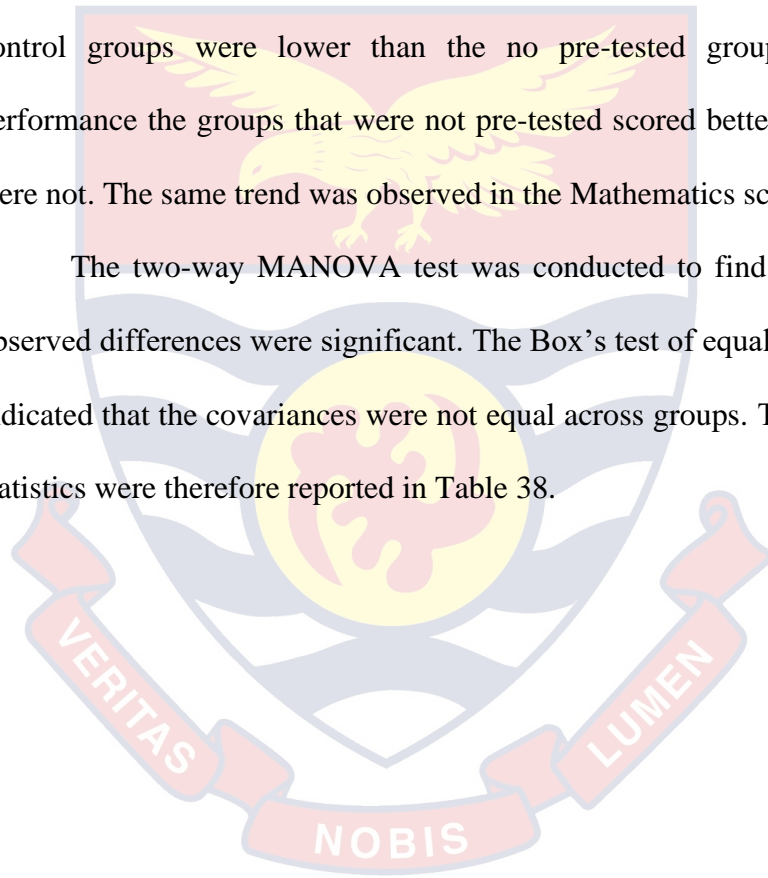 ontrol groups were lower than the no pre-tested group
erformance the groups that were not pre-tested scored bette
ere not. The same trend was observed in the Mathematics sc
The two-way MANOVA test was conducted to find
bserved differences were significant. The Box’s test of equal
dicated that the covariances were not equal across groups. T
atistics were therefore reported in Table 38.
VERITAS
NOBIS
LUMEN